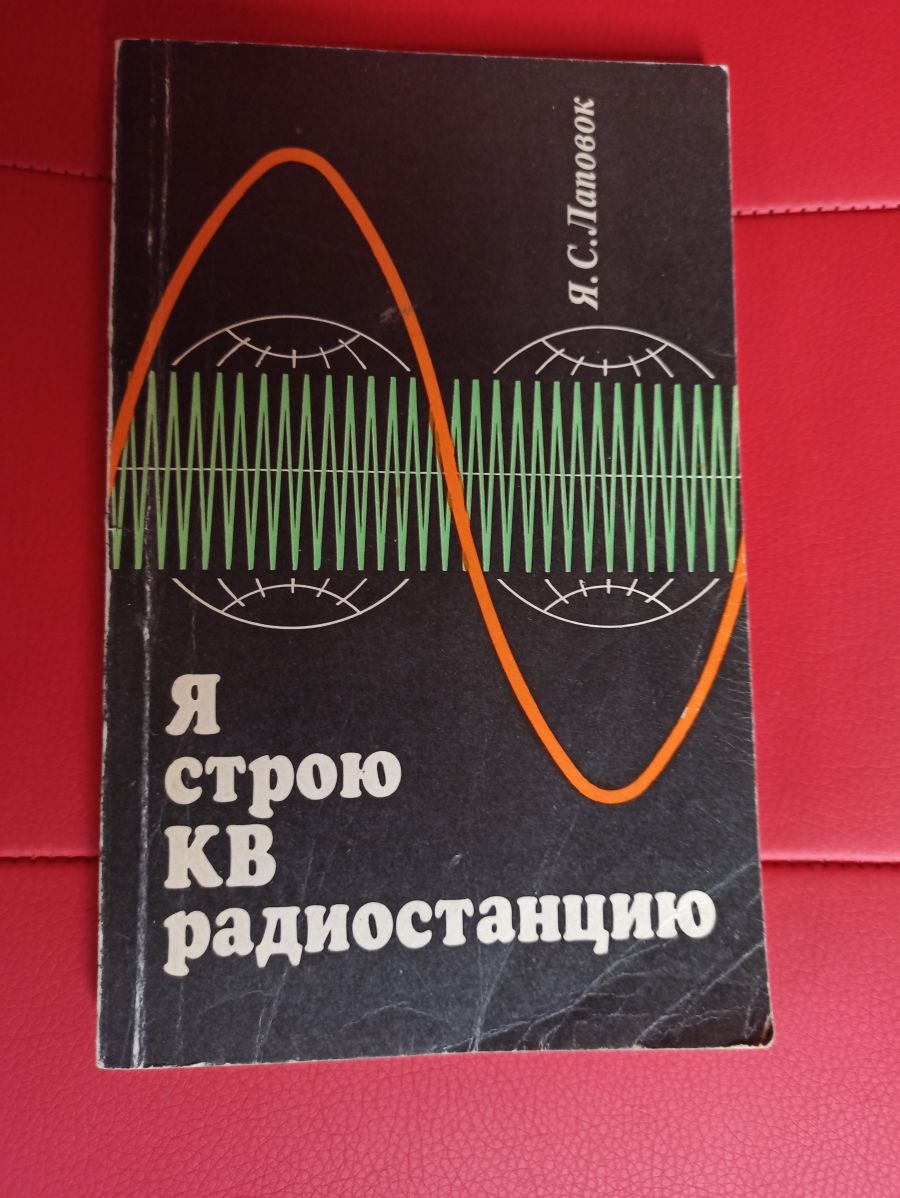 Я. С. Лаповок
Я
строю
КВ
радиостанцию